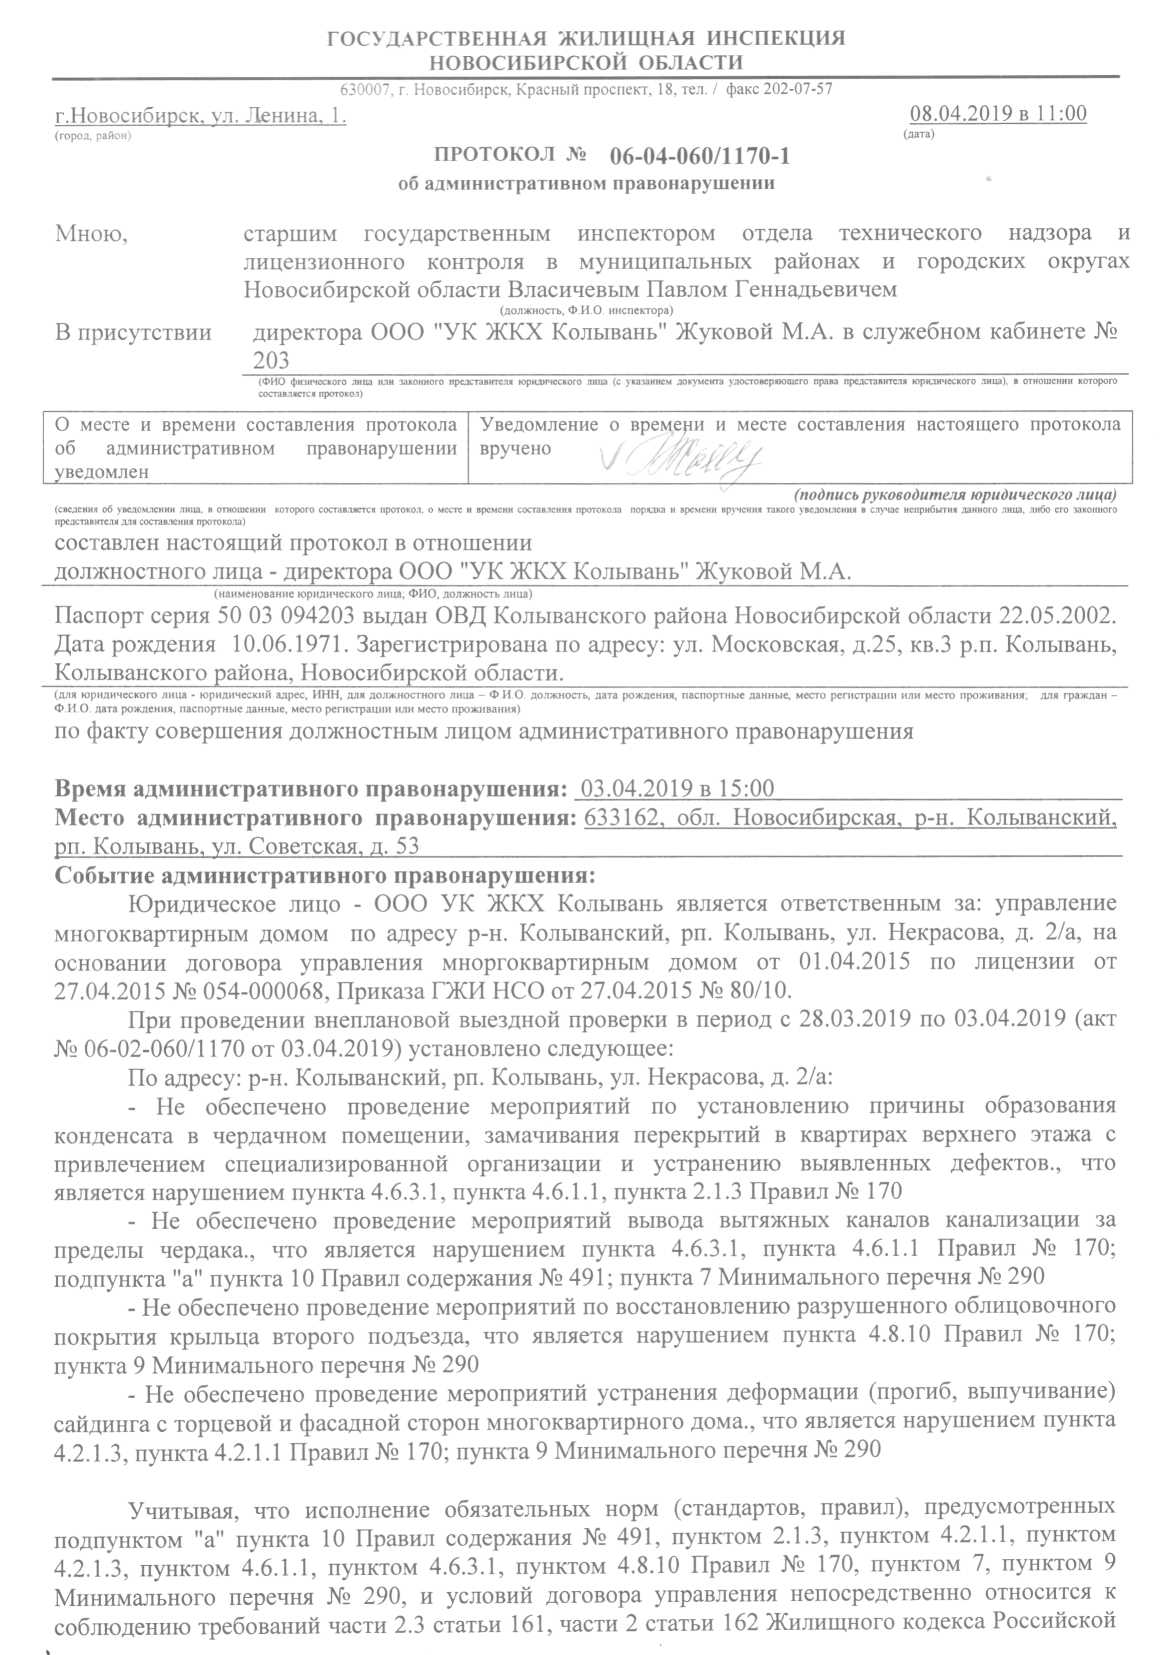 ГОСУДАРСТВЕННАЯ ЖИЛИЩНАЯ ИНСПЕКЦИЯ
НОВОСИБИРСКОЙ ОБЛАСТИ
630007, г. Новосибирск, Красный проспект, 18, тел. / факс 202-07-57
г.Новосибирск, ул. Ленина, 1. 08.04.2019 в 11:00
(город, район) (дата)
ПРОТОКОЛ № 06-04-060/1170-1
об административном правонарушении
Мною, старшим государственным инспектором отдела технического надзора и
лицензионного контроля в муниципальных районах и городских округах
Новосибирской области Власичевым Павлом Геннадьевичем
(должность, Ф.И.О. инспектора)
В присутствии директора ООО "УК ЖКХ Колывань" Жуковой М.А. в служебном кабинете №
203
(ФИО физического лица или законного представителя юридического лица (с указанием документа удостоверяющего права представителя юридического лица), в отношении которого
составляется протокол)
О месте и времени составления протокола Уведомление о времени и месте составления настоящего протокола
об административном правонарушении вручено
уведомлен
(подпись руководителя юридического лица)
(сведения об уведомлении лица, в отношении которого составляется протокол, о месте и времени составления протокола порядка и времени вручения такого уведомления в случае неприбытия данного лица, либо его законного
представителя для составления протокола)
составлен настоящий протокол в отношении
должностного лица - директора ООО "УК ЖКХ Колывань" Жуковой М.А.
(наименование юридического лица; ФИО, должность лица)
Паспорт серия 50 03 094203 выдан ОВД Колыванского района Новосибирской области 22.05.2002.
Дата рождения 10.06.1971. Зарегистрирована по адресу: ул. Московская, д.25, кв.3 р.п. Колывань,
Колыванского района, Новосибирской области.
(для юридического лица - юридический адрес, ИНН, для должностного лица – Ф.И.О. должность, дата рождения, паспортные данные, место регистрации или место проживания; для граждан –
Ф.И.О. дата рождения, паспортные данные, место регистрации или место проживания)
по факту совершения должностным лицом административного правонарушения
Время административного правонарушения: 03.04.2019 в 15:00
Место административного правонарушения: 633162, обл. Новосибирская, р-н. Колыванский,
рп. Колывань, ул. Советская, д. 53
Событие административного правонарушения:
Юридическое лицо - ООО УК ЖКХ Колывань является ответственным за: управление
многоквартирным домом по адресу р-н. Колыванский, рп. Колывань, ул. Некрасова, д. 2/а, на
основании договора управления мноргоквартирным домом от 01.04.2015 по лицензии от
27.04.2015 № 054-000068, Приказа ГЖИ НСО от 27.04.2015 № 80/10.
При проведении внеплановой выездной проверки в период с 28.03.2019 по 03.04.2019 (акт
№ 06-02-060/1170 от 03.04.2019) установлено следующее:
По адресу: р-н. Колыванский, рп. Колывань, ул. Некрасова, д. 2/а:
- Не обеспечено проведение мероприятий по установлению причины образования
конденсата в чердачном помещении, замачивания перекрытий в квартирах верхнего этажа с
привлечением специализированной организации и устранению выявленных дефектов., что
является нарушением пункта 4.6.3.1, пункта 4.6.1.1, пункта 2.1.3 Правил № 170
- Не обеспечено проведение мероприятий вывода вытяжных каналов канализации за
пределы чердака., что является нарушением пункта 4.6.3.1, пункта 4.6.1.1 Правил № 170;
подпункта "а" пункта 10 Правил содержания № 491; пункта 7 Минимального перечня № 290
- Не обеспечено проведение мероприятий по восстановлению разрушенного облицовочного
покрытия крыльца второго подъезда, что является нарушением пункта 4.8.10 Правил № 170;
пункта 9 Минимального перечня № 290
- Не обеспечено проведение мероприятий устранения деформации (прогиб, выпучивание)
сайдинга с торцевой и фасадной сторон многоквартирного дома., что является нарушением пункта
4.2.1.3, пункта 4.2.1.1 Правил № 170; пункта 9 Минимального перечня № 290
Учитывая, что исполнение обязательных норм (стандартов, правил), предусмотренных
подпунктом "а" пункта 10 Правил содержания № 491, пунктом 2.1.3, пунктом 4.2.1.1, пунктом
4.2.1.3, пунктом 4.6.1.1, пунктом 4.6.3.1, пунктом 4.8.10 Правил № 170, пунктом 7, пунктом 9
Минимального перечня № 290, и условий договора управления непосредственно относится к
соблюдению требований части 2.3 статьи 161, части 2 статьи 162 Жилищного кодекса Российской